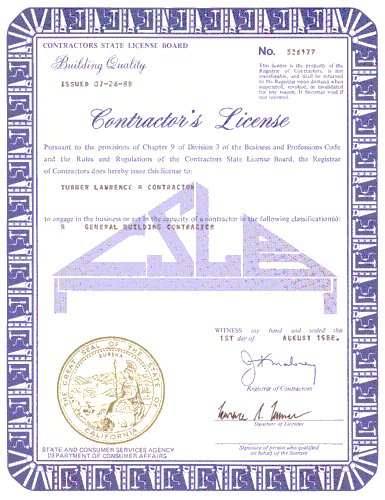 CONTRACTORS STATE LICENSE BOARD
Building Quality
ISSUED 07-26-88
No. 526177
This license is the property of the
Registrar of Contractors, is not
transferable, and shall be returned
to the Registrar upon demand when
suspended, revoked, or invalidated
for any reason. It becomes void if
not renewed.
Contractor's License
Pursuant to the provisions of Chapter 9 of Division 3 of the Business and Professions Code
and the Rules and Regulations of the Contractors State License Board, the Registrar
of Contractors does hereby issue this license to:
TURNER LAWRENCE R CONTRACTOR
to engage in the business or act in the capacity of a contractor in the following classification(s):
B GENERAL BUILDING CONTRACTOR
CSLB
WITNESS my hand and sealed this
1ST day of AUGUST 1988.
Registrar of Contractors
Signature of Licensee
THE GREAT SEAL OF THE STATE OF CALIFORNIA
EUREKA
STATE AND CONSUMER SERVICES AGENCY
DEPARTMENT OF CONSUMER AFFAIRS
Signature of person who qualified
on behalf of the licensee